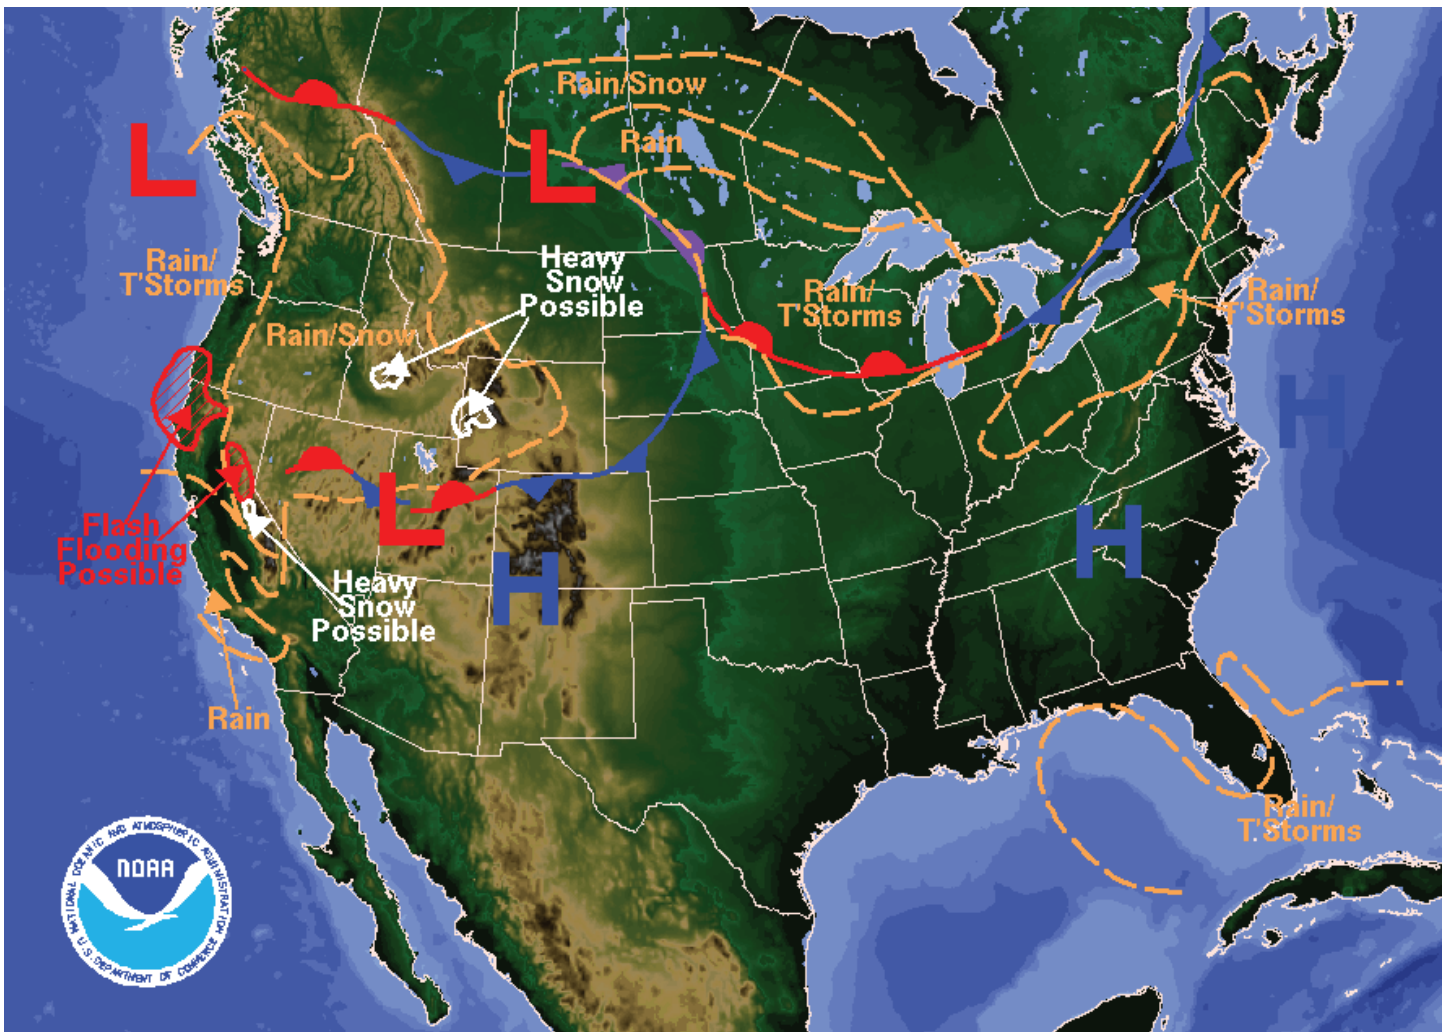 Rain/Snow
Rain
L
L
Rain/
T'Storms
Heavy
Snow
Possible
Rain/Snow
Rain/
T'Storms
Rain/
T'Storms
H
L
Flash
Flooding
Possible
H
H
Heavy
Snow
Possible
Rain
Rain/
T'Storms
NATIONAL OCEANIC AND ATMOSPHERIC ADMINISTRATION
NOAA
U.S. DEPARTMENT OF COMMERCE